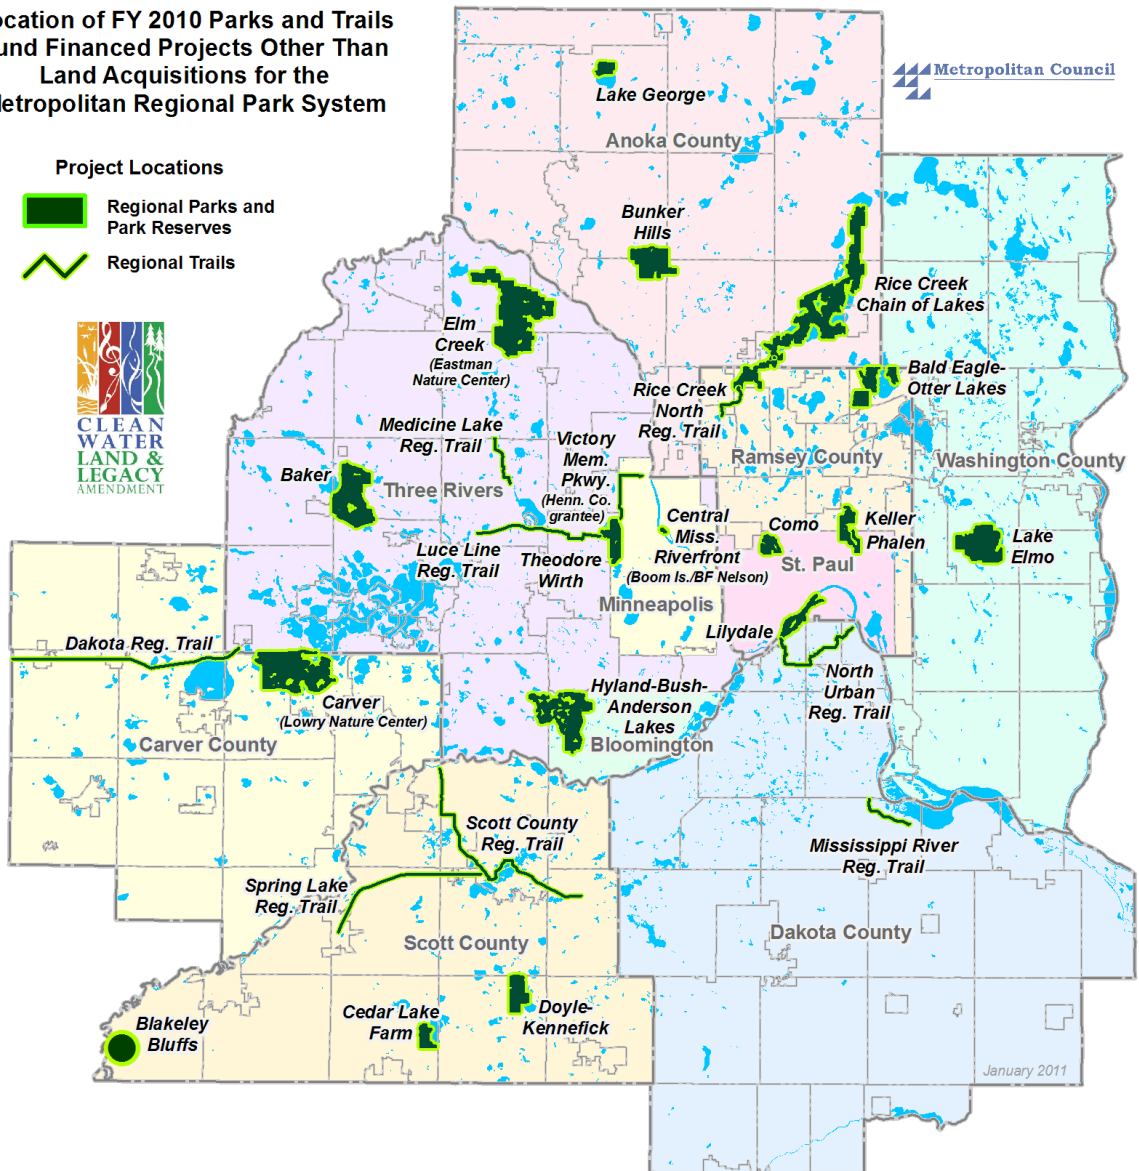 ocation of FY 2010 Parks and Trails
und Financed Projects Other Than
Land Acquisitions for the
etropolitan Regional Park System
Metropolitan Council
Project Locations
Regional Parks and
Park Reserves
Regional Trails
CLEAN
WATER
LAND &
LEGACY
AMENDMENT
Lake George
Anoka County
Bunker
Hills
Rice Creek
Chain of Lakes
Elm
Creek
(Eastman
Nature Center)
Bald Eagle-
Otter Lakes
Rice Creek
North
Reg. Trail
Medicine Lake
Reg. Trail
Victory
Mem.
Pkwy.
(Henn. Co.
grantee)
Ramsey County
Washington County
Baker
Three Rivers
Central
Miss.
Riverfront
(Boom Is./BF Nelson)
Como
Keller
Phalen
Lake
Elmo
Luce Line
Reg. Trail
Theodore
Wirth
St. Paul
Minneapolis
Lilydale
Dakota Reg. Trail
North
Urban
Reg. Trail
Carver
(Lowry Nature Center)
Hyland-Bush-
Anderson
Lakes
Carver County
Bloomington
Scott County
Reg. Trail
Mississippi River
Reg. Trail
Spring Lake
Reg. Trail
Scott County
Dakota County
Cedar Lake
Farm
Doyle-
Kennefick
Blakeley
Bluffs
January 2011